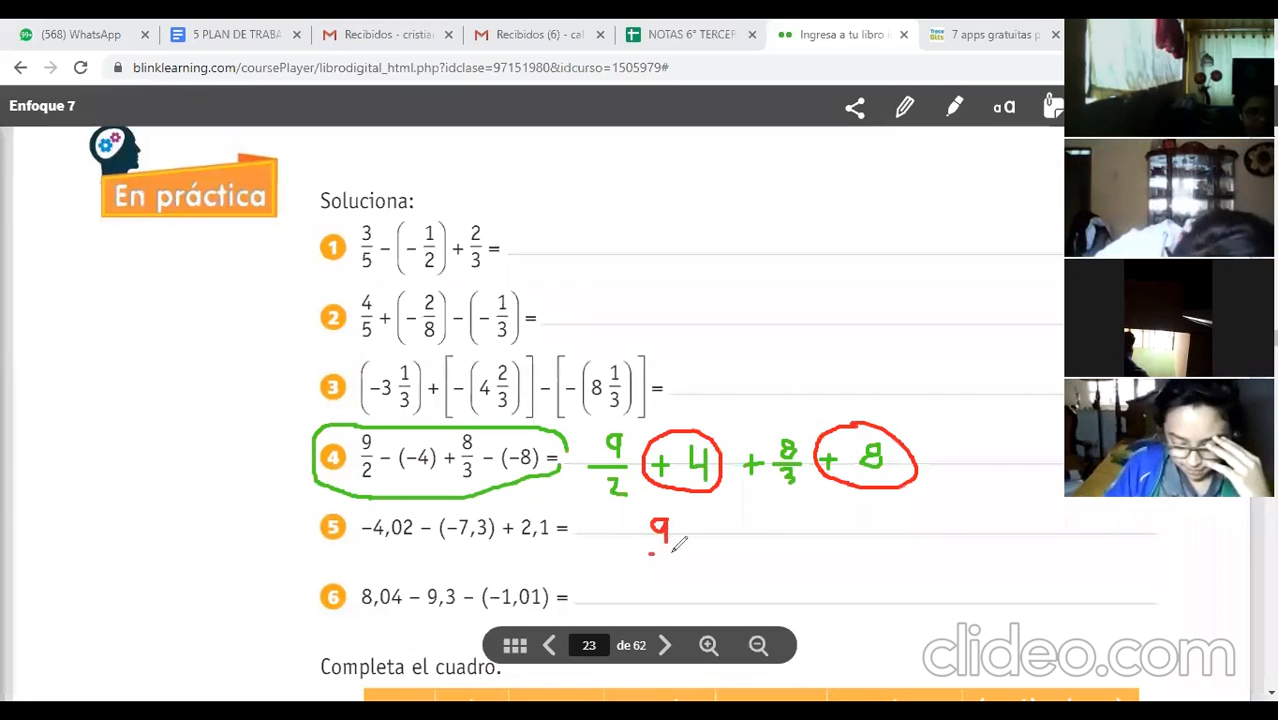 (568) WhatsApp 5 PLAN DE TRABA Recibidos - cristia Recibidos (6) - cal NOTAS 6° TERCER Ingresa a tu libro 7 apps gratuitas p
blinklearning.com/coursePlayer/librodigital_html.php?idclase=97151980&idcurso=1505979#
Enfoque 7 aA
En práctica
Soluciona:
1 3/5 − (−1/2) + 2/3 =
2 4/5 + (−2/8) − (−1/3) =
3 (−3 1/3) + [−(4 2/3)] − [−(8 1/3)] =
4 9/2 − (−4) + 8/3 − (−8) = 9/2 + 4 + 8/3 + 8
5 −4,02 − (−7,3) + 2,1 = 9
6 8,04 − 9,3 − (−1,01) =
23 de 62
clideo.com
Completa el cuadro.